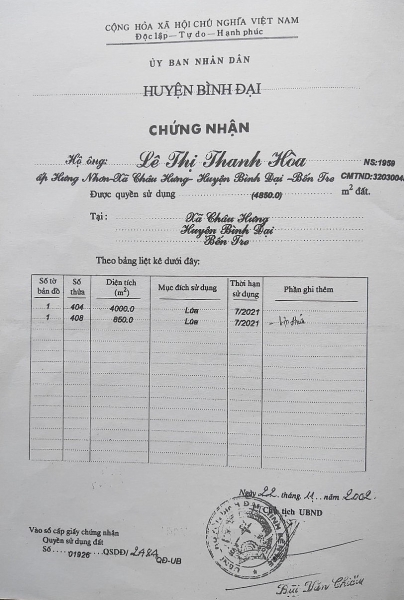 CỘNG HÒA XÃ HỘI CHỦ NGHĨA VIỆT NAM
Độc lập - Tự do - Hạnh phúc
ỦY BAN NHÂN DÂN
HUYỆN BÌNH ĐẠI
CHỨNG NHẬN
Hộ ông: Lê Thị Thanh Hòa NS:1959
ấp Hưng Nhơn-Xã Châu Hưng- Huyện Bình Đại -Bến Tre CMTND:3203004
Được quyền sử dụng (4850.0) m² đất.
Tại: Xã Châu Hưng
Huyện Bình Đại
Bến Tre
Theo bảng liệt kê dưới đây:
Số tờ bản đồ Số thửa Diện tích (m²) Mục đích sử dụng Thời hạn sử dụng Phần ghi thêm
1 404 4000.0 Lúa 7/2021
1 408 850.0 Lúa 7/2021
Ngày 22 tháng 11 năm 2002
Chủ tịch UBND
Vào sổ cấp giấy chứng nhận
Quyền sử dụng đất
Số 01926 QSDĐ/ 2484 QĐ-UB
Bùi Văn Chiấu